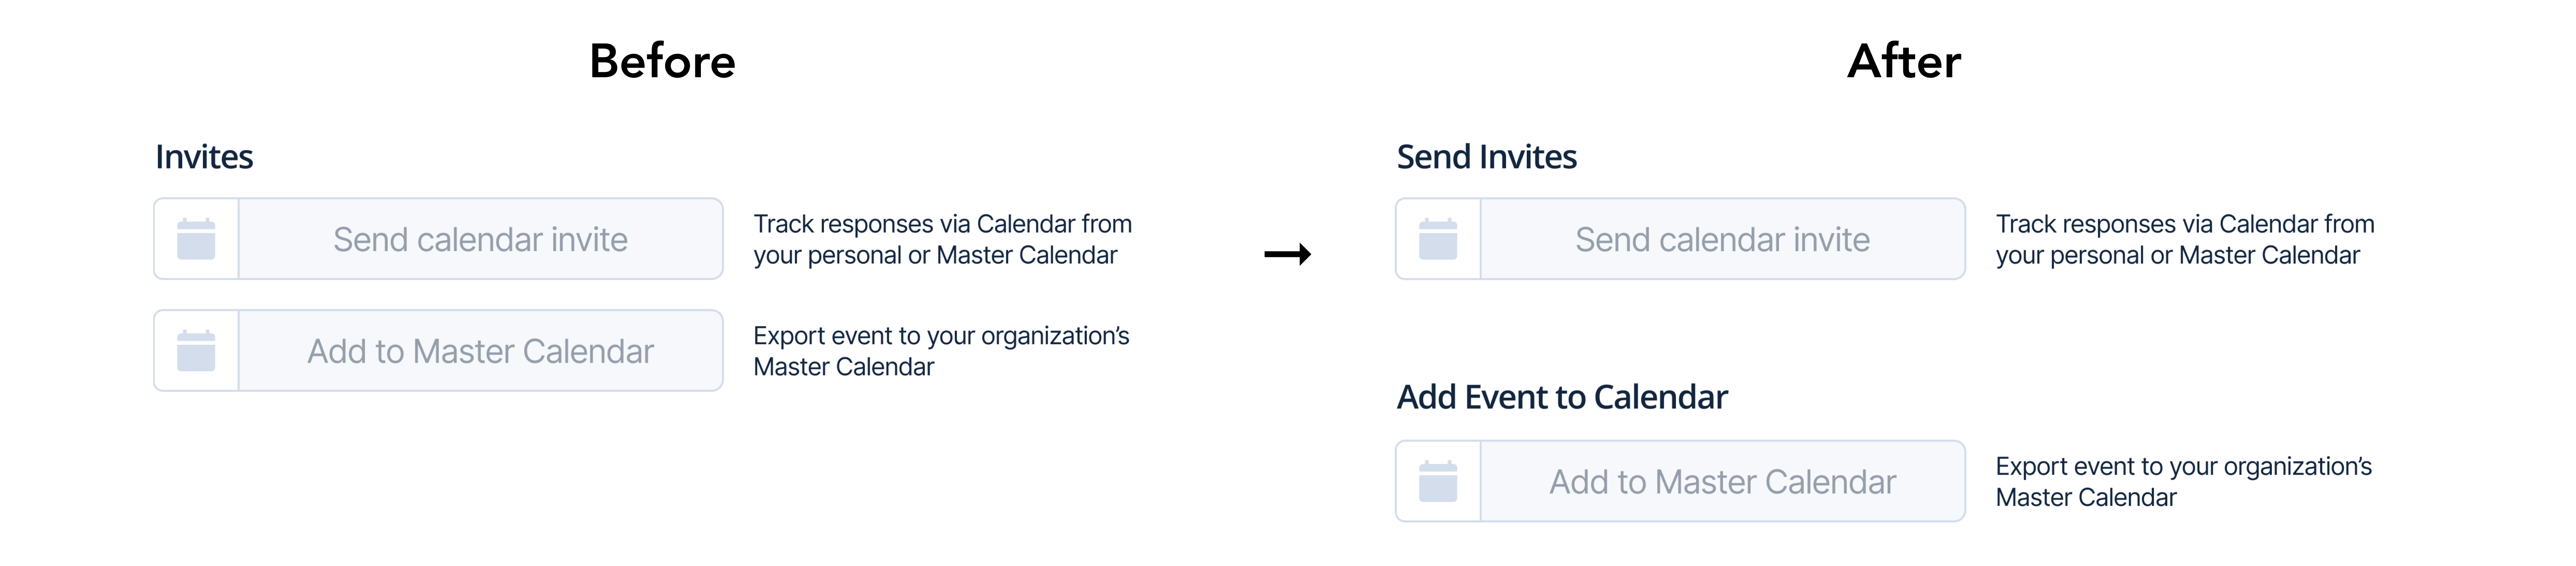 Before
Invites
Send calendar invite
Track responses via Calendar from
your personal or Master Calendar
Add to Master Calendar
Export event to your organization’s
Master Calendar
After
Send Invites
Send calendar invite
Track responses via Calendar from
your personal or Master Calendar
Add Event to Calendar
Add to Master Calendar
Export event to your organization’s
Master Calendar